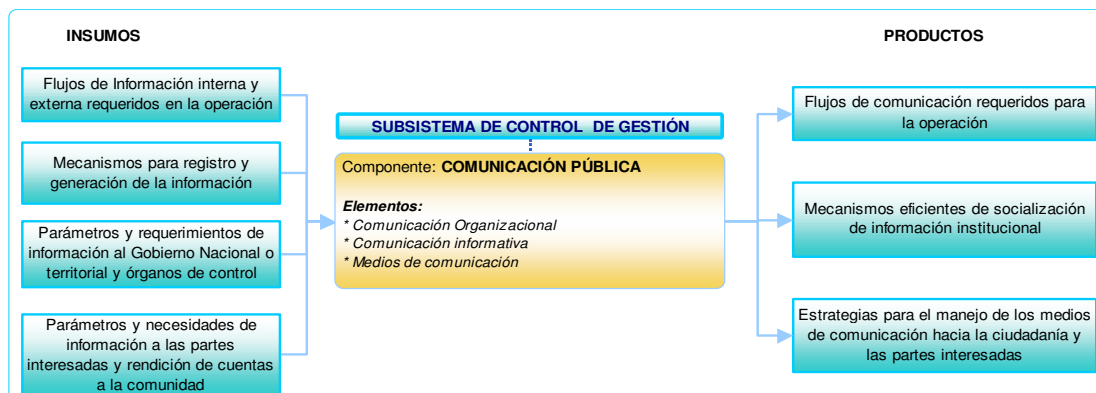 INSUMOS
Flujos de Información interna y
externa requeridos en la operación
Mecanismos para registro y
generación de la información
Parámetros y requerimientos de
información al Gobierno Nacional o
territorial y órganos de control
Parámetros y necesidades de
información a las partes
interesadas y rendición de cuentas
a la comunidad
SUBSISTEMA DE CONTROL DE GESTIÓN
Componente: COMUNICACIÓN PÚBLICA
Elementos:
* Comunicación Organizacional
* Comunicación informativa
* Medios de comunicación
PRODUCTOS
Flujos de comunicación requeridos para
la operación
Mecanismos eficientes de socialización
de información institucional
Estrategias para el manejo de los medios
de comunicación hacia la ciudadanía y
las partes interesadas